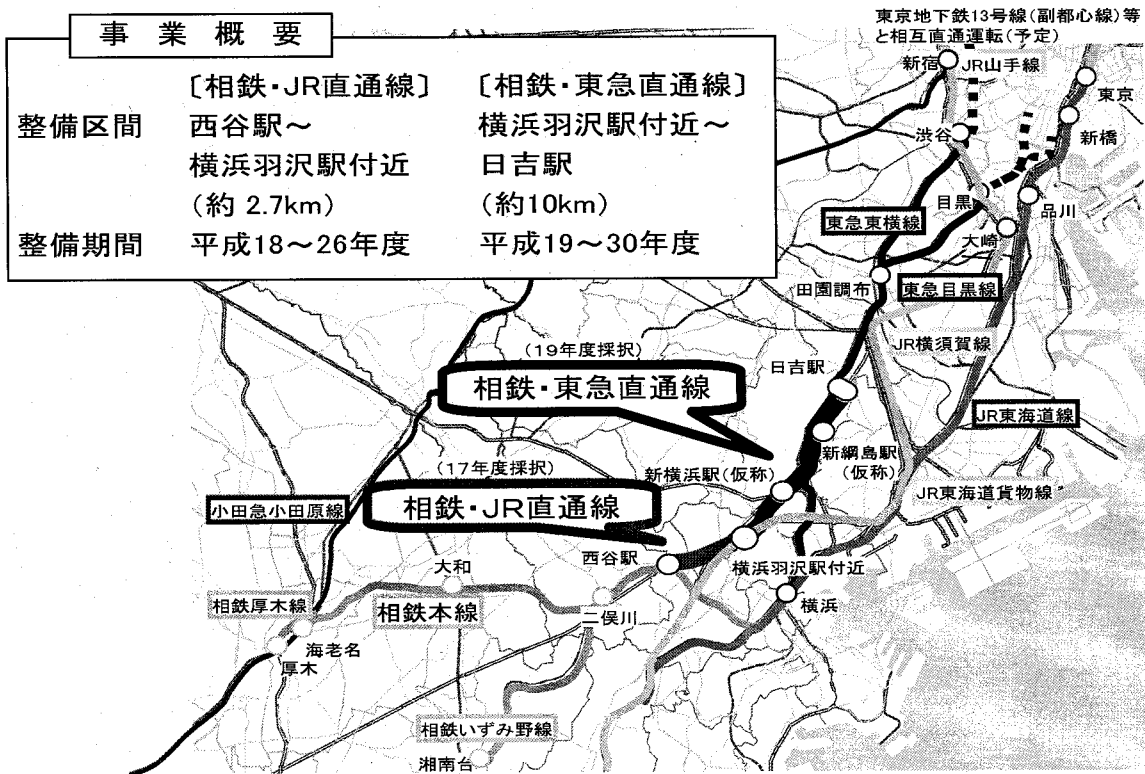 東京地下鉄13号線(副都心線)等
と相互直通運転(予定)
事業概要
〔相鉄・JR直通線〕 〔相鉄・東急直通線〕
整備区間 西谷駅～ 横浜羽沢駅付近～
横浜羽沢駅付近 日吉駅
(約 2.7km) (約10km)
整備期間 平成18～26年度 平成19～30年度
新宿
JR山手線
東京
渋谷
新橋
目黒
品川
東急東横線
大崎
田園調布
東急目黒線
JR横須賀線
(19年度採択)
日吉駅
相鉄・東急直通線
JR東海道線
新綱島駅
(仮称)
(17年度採択)
新横浜駅(仮称)
JR東海道貨物線
小田急小田原線
相鉄・JR直通線
西谷駅
横浜羽沢駅付近
大和
相鉄厚木線
相鉄本線
二俣川
横浜
海老名
厚木
相鉄いずみ野線
湘南台